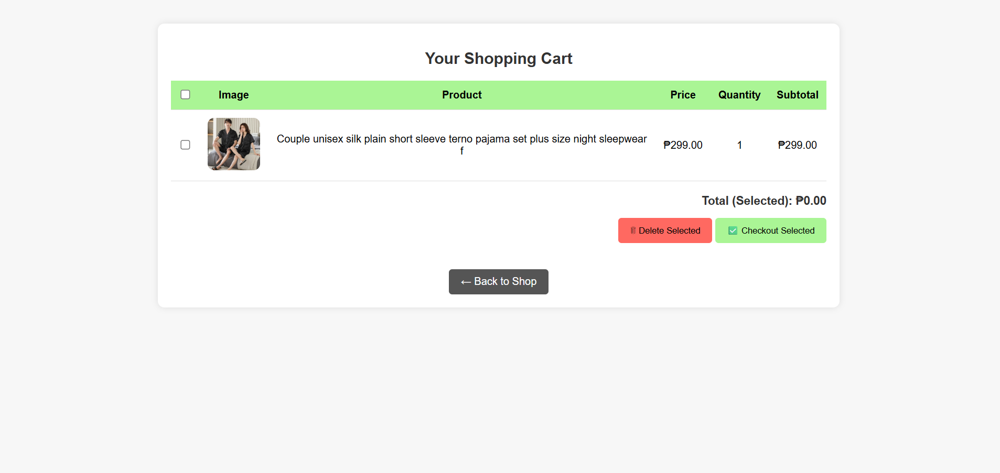 Your Shopping Cart
Image Product Price Quantity Subtotal
Couple unisex silk plain short sleeve terno pajama set plus size night sleepwear
f
₱299.00 1 ₱299.00
Total (Selected): ₱0.00
🗑 Delete Selected ✅ Checkout Selected
← Back to Shop